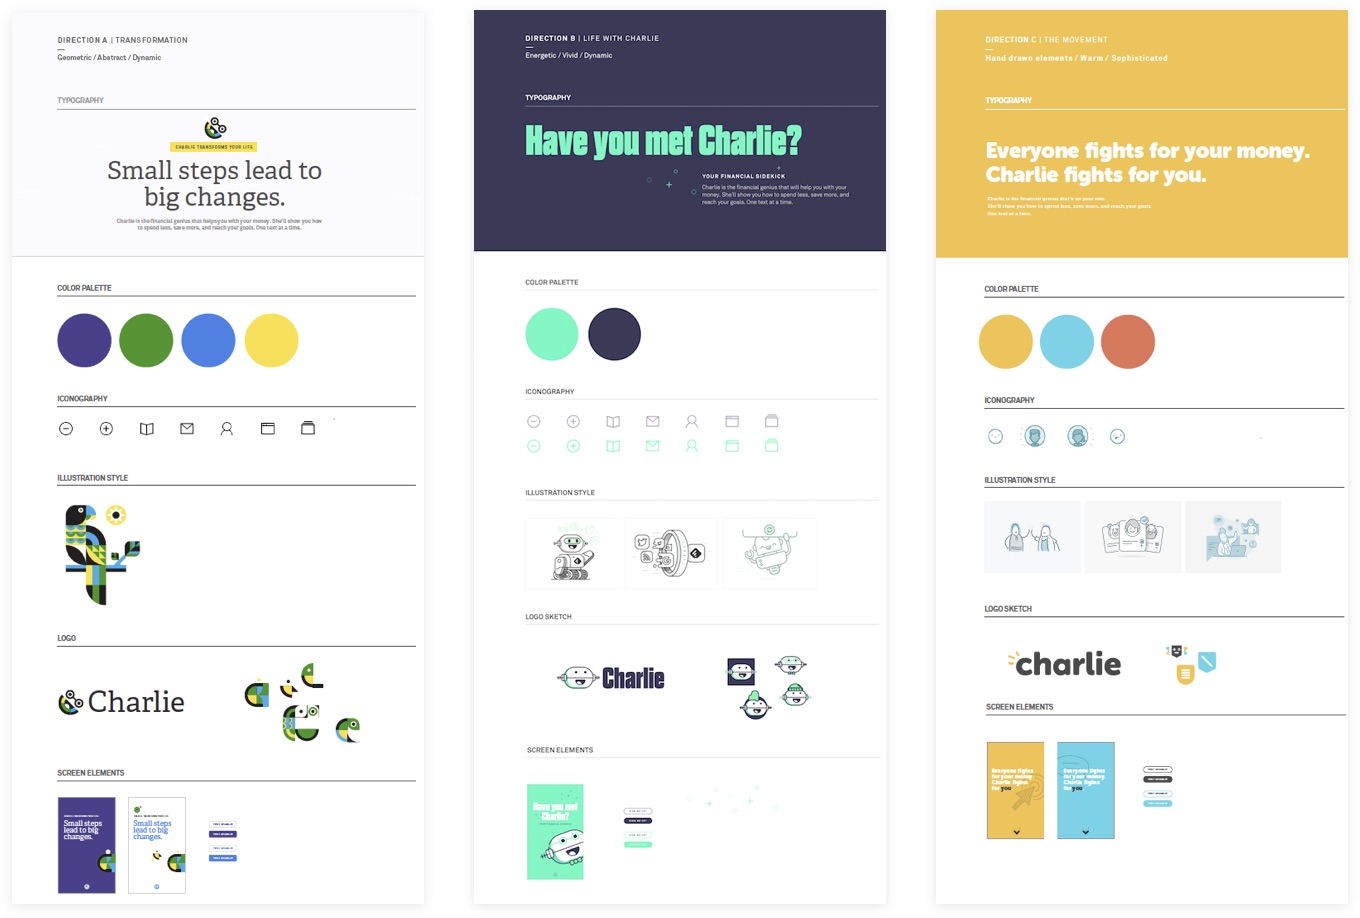 DIRECTION A | TRANSFORMATION
Geometric / Abstract / Dynamic
TYPOGRAPHY
CHARLIE TRANSFORMS YOUR LIFE
Small steps lead to
big changes.
Charlie is the financial genius that helps you with your money. She'll show you how
to spend less, save more, and reach your goals. One text at a time.
COLOR PALETTE
ICONOGRAPHY
ILLUSTRATION STYLE
LOGO
Charlie
SCREEN ELEMENTS
Small steps
lead to big
changes.
Small steps
lead to big
changes.
DIRECTION B | LIFE WITH CHARLIE
Energetic / Vivid / Dynamic
TYPOGRAPHY
Have you met Charlie?
YOUR FINANCIAL SIDEKICK
Charlie is the financial genius that will help you with your
money. She'll show you how to spend less, save more, and
reach your goals. One text at a time.
COLOR PALETTE
ICONOGRAPHY
ILLUSTRATION STYLE
LOGO SKETCH
Charlie
SCREEN ELEMENTS
Have you met
Charlie?
DIRECTION C | THE MOVEMENT
Hand drawn elements / Warm / Sophisticated
TYPOGRAPHY
Everyone fights for your money.
Charlie fights for you.
Charlie is the financial genius that's on your side.
She'll show you how to spend less, save more, and reach your goals.
One text at a time.
COLOR PALETTE
ICONOGRAPHY
ILLUSTRATION STYLE
LOGO SKETCH
charlie
SCREEN ELEMENTS
Everyone fights
for your money.
Charlie fights
for you
Everyone fights
for your money.
Charlie fights
for you